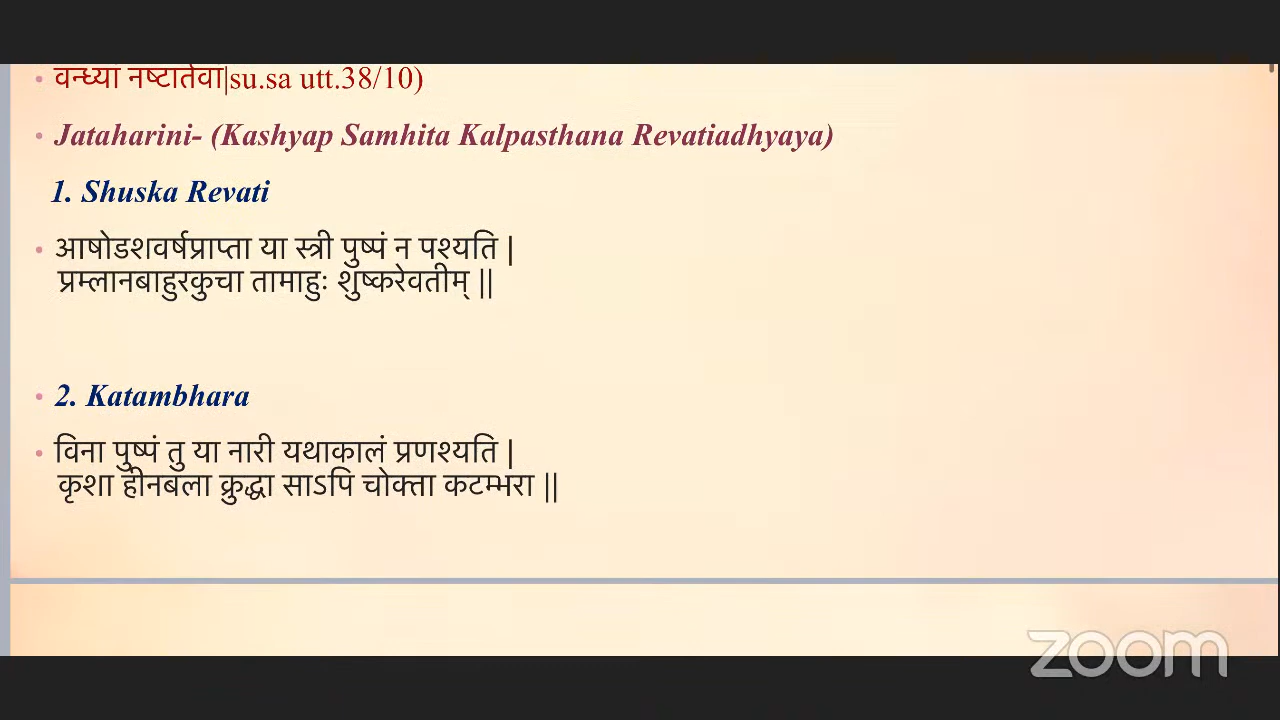 वन्ध्यां नष्टार्तवां|su.sa utt.38/10)
Jataharini- (Kashyap Samhita Kalpasthana Revatiadhyaya)
1. Shuska Revati
आषोडशवर्षप्राप्ता या स्त्री पुष्पं न पश्यति |
प्रम्लानबाहुरकुचा तामाहुः शुष्करेवतीम् ||
2. Katambhara
विना पुष्पं तु या नारी यथाकालं प्रणश्यति |
कृशा हीनबला क्रुद्धा साऽपि चोक्ता कटम्भरा ||
zoom